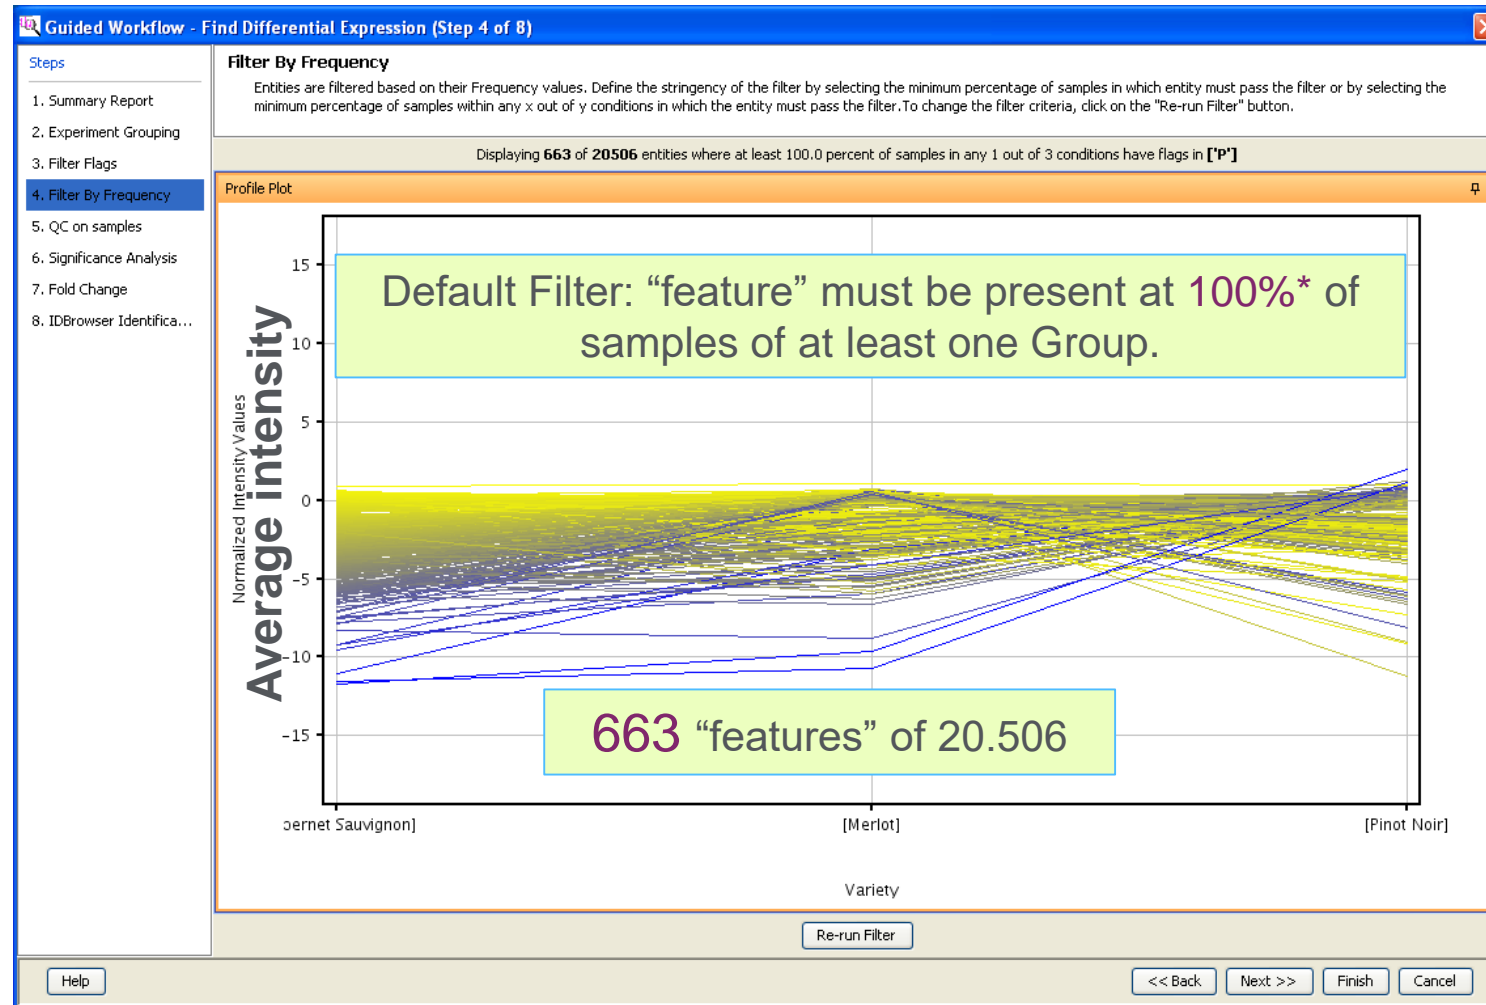 Guided Workflow - Find Differential Expression (Step 4 of 8)
Steps
1. Summary Report
2. Experiment Grouping
3. Filter Flags
4. Filter By Frequency
5. QC on samples
6. Significance Analysis
7. Fold Change
8. IDBrowser Identifica...
Filter By Frequency
Entities are filtered based on their Frequency values. Define the stringency of the filter by selecting the minimum percentage of samples in which entity must pass the filter or by selecting the
minimum percentage of samples within any x out of y conditions in which the entity must pass the filter.To change the filter criteria, click on the "Re-run Filter" button.
Displaying 663 of 20506 entities where at least 100.0 percent of samples in any 1 out of 3 conditions have flags in ['P']
Profile Plot
Default Filter: “feature” must be present at 100%* of
samples of at least one Group.
Average intensity
Normalized Intensity Values
15
10
5
0
-5
-10
-15
663 “features” of 20.506
bernet Sauvignon]
[Merlot]
[Pinot Noir]
Variety
Re-run Filter
Help
<< Back
Next >>
Finish
Cancel